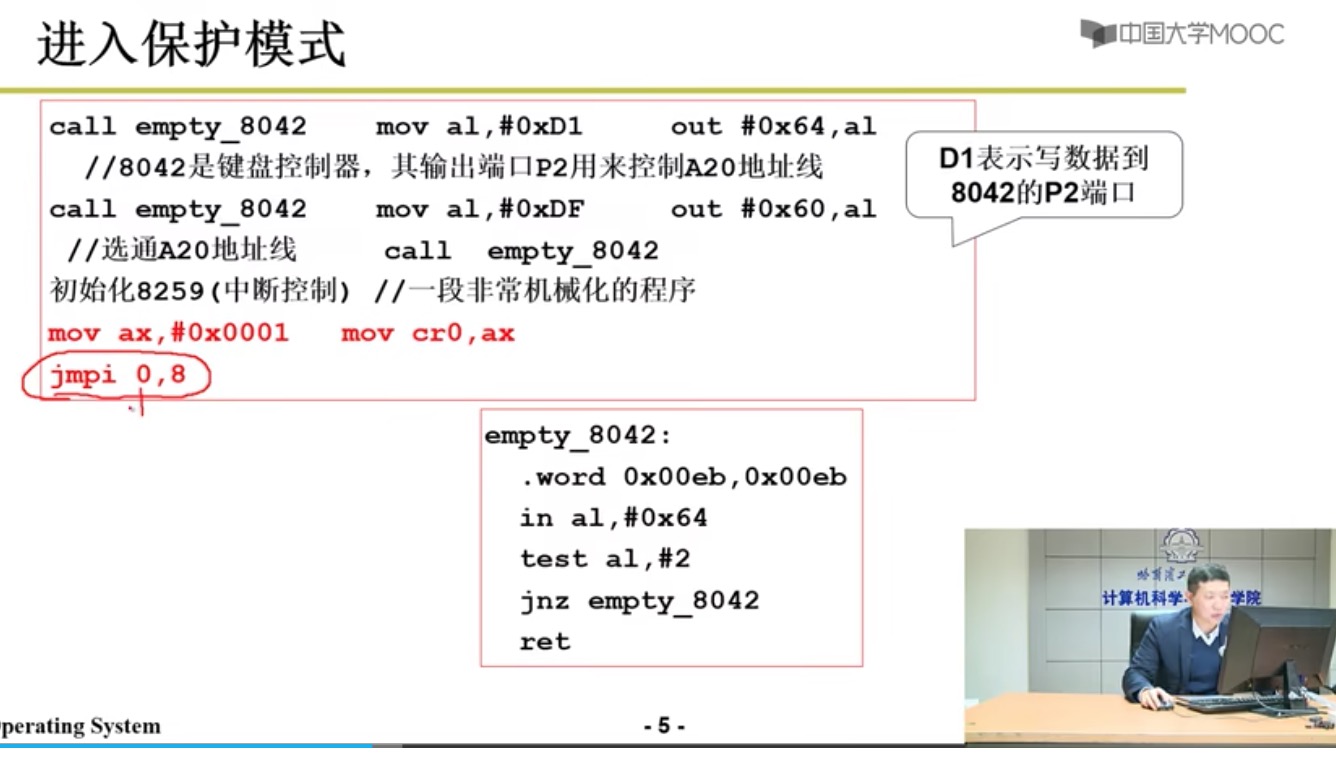 进入保护模式
中国大学MOOC
call empty_8042 mov al,#0xD1 out #0x64,al
//8042是键盘控制器，其输出端口P2用来控制A20地址线
call empty_8042 mov al,#0xDF out #0x60,al
//选通A20地址线 call empty_8042
初始化8259(中断控制) //一段非常机械化的程序
mov ax,#0x0001 mov cr0,ax
jmpi 0,8
D1表示写数据到
8042的P2端口
empty_8042:
.word 0x00eb,0x00eb
in al,#0x64
test al,#2
jnz empty_8042
ret
计算机科学
学院
perating System
- 5 -